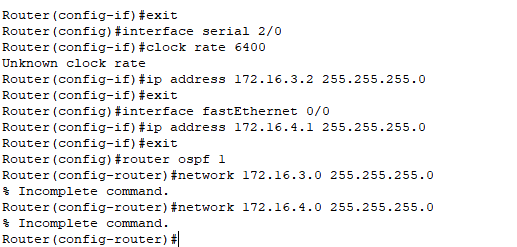 Router(config-if)#exit
Router(config)#interface serial 2/0
Router(config-if)#clock rate 6400
Unknown clock rate
Router(config-if)#ip address 172.16.3.2 255.255.255.0
Router(config-if)#exit
Router(config)#interface fastEthernet 0/0
Router(config-if)#ip address 172.16.4.1 255.255.255.0
Router(config-if)#exit
Router(config)#router ospf 1
Router(config-router)#network 172.16.3.0 255.255.255.0
% Incomplete command.
Router(config-router)#network 172.16.4.0 255.255.255.0
% Incomplete command.
Router(config-router)#